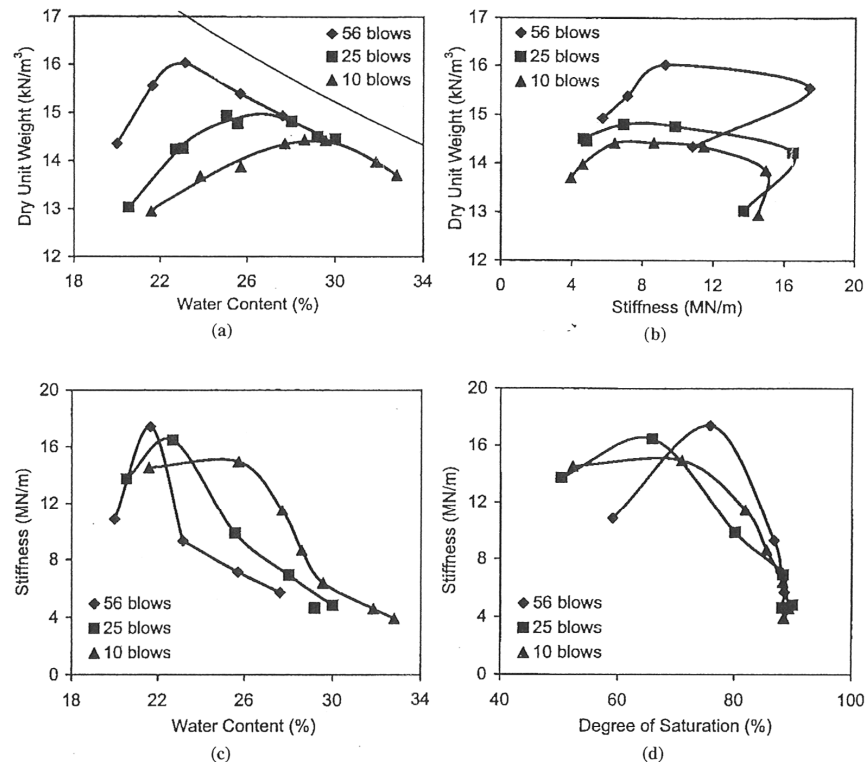 17
16
15
14
13
12
Dry Unit Weight (kN/m³)
56 blows
25 blows
10 blows
18 22 26 30 34
Water Content (%)
(a)
17
16
15
14
13
12
Dry Unit Weight (kN/m³)
56 blows
25 blows
10 blows
0 4 8 12 16 20
Stiffness (MN/m)
(b)
20
16
12
8
4
0
Stiffness (MN/m)
56 blows
25 blows
10 blows
18 22 26 30 34
Water Content (%)
(c)
20
16
12
8
4
0
Stiffness (MN/m)
56 blows
25 blows
10 blows
40 60 80 100
Degree of Saturation (%)
(d)